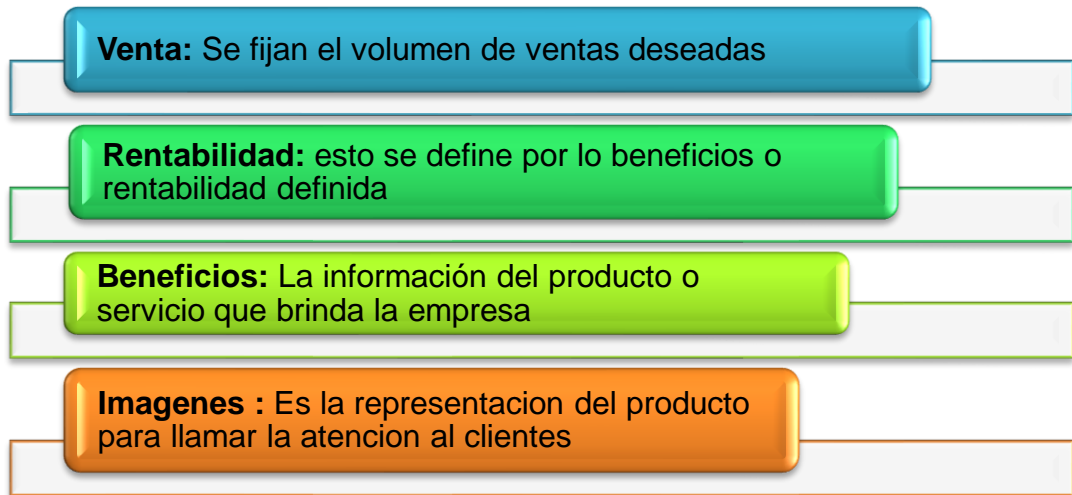 Venta: Se fijan el volumen de ventas deseadas
Rentabilidad: esto se define por lo beneficios o
rentabilidad definida
Beneficios: La información del producto o
servicio que brinda la empresa
Imagenes : Es la representacion del producto
para llamar la atencion al clientes